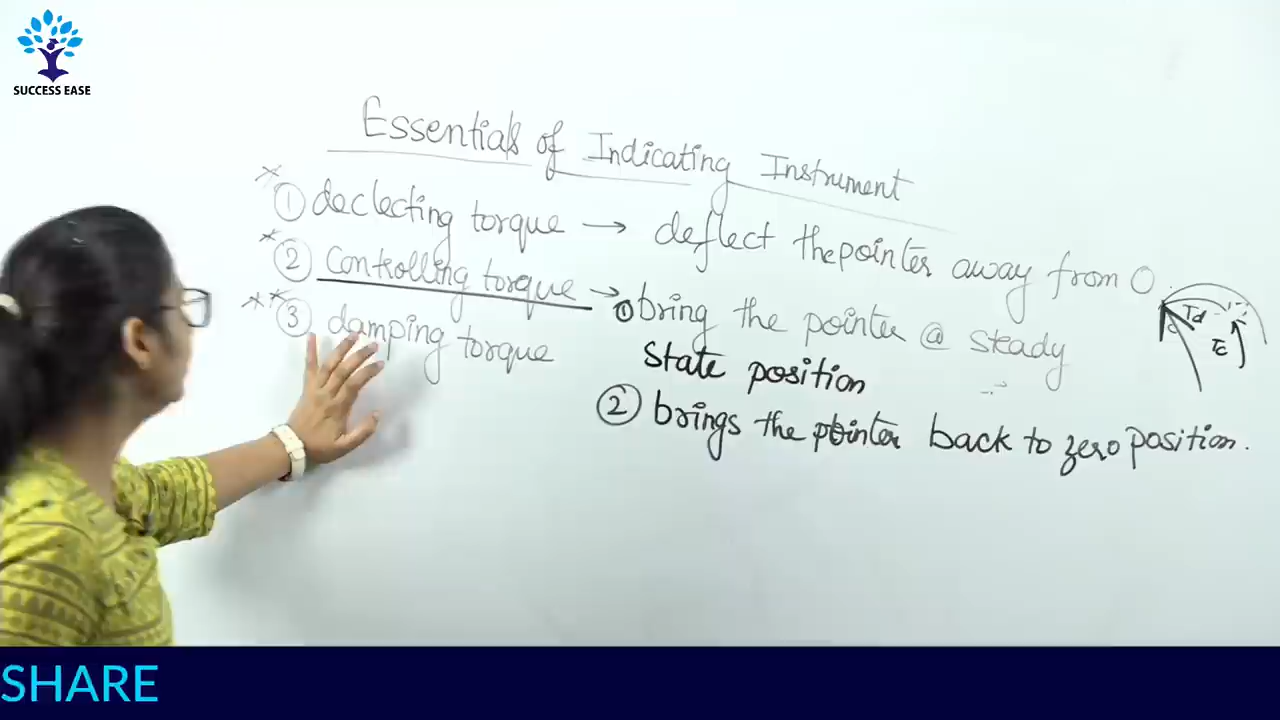 SUCCESS EASE
Essentials of Indicating Instrument
* ① declecting torque → deflect the pointer away from 0
* ② Controlling torque → ① bring the pointer @ steady
State position
** ③ damping torque
② brings the pointer back to zero position.
Td
Tc
SHARE